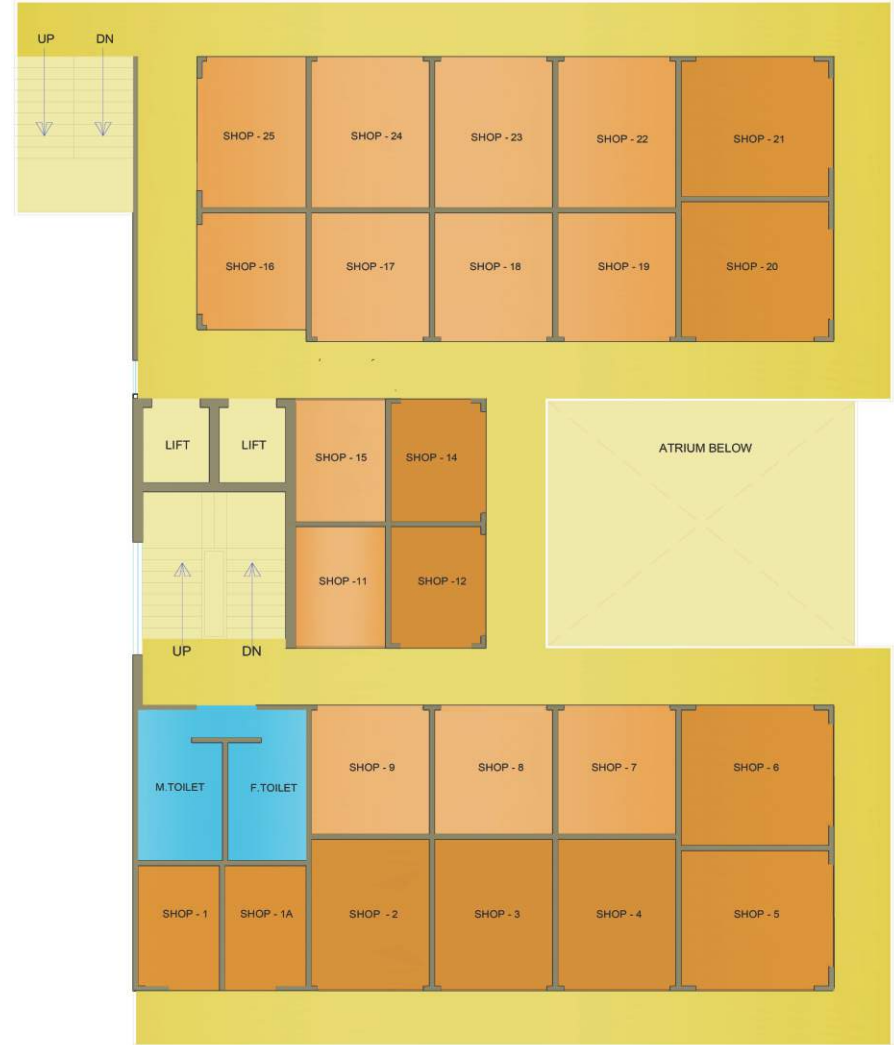 UP
DN
SHOP - 25
SHOP - 24
SHOP - 23
SHOP - 22
SHOP - 21
SHOP -16
SHOP -17
SHOP - 18
SHOP - 19
SHOP - 20
LIFT
LIFT
SHOP - 15
SHOP - 14
ATRIUM BELOW
SHOP -11
SHOP -12
UP
DN
M.TOILET
F.TOILET
SHOP - 9
SHOP - 8
SHOP - 7
SHOP - 6
SHOP - 1
SHOP - 1A
SHOP - 2
SHOP - 3
SHOP - 4
SHOP - 5